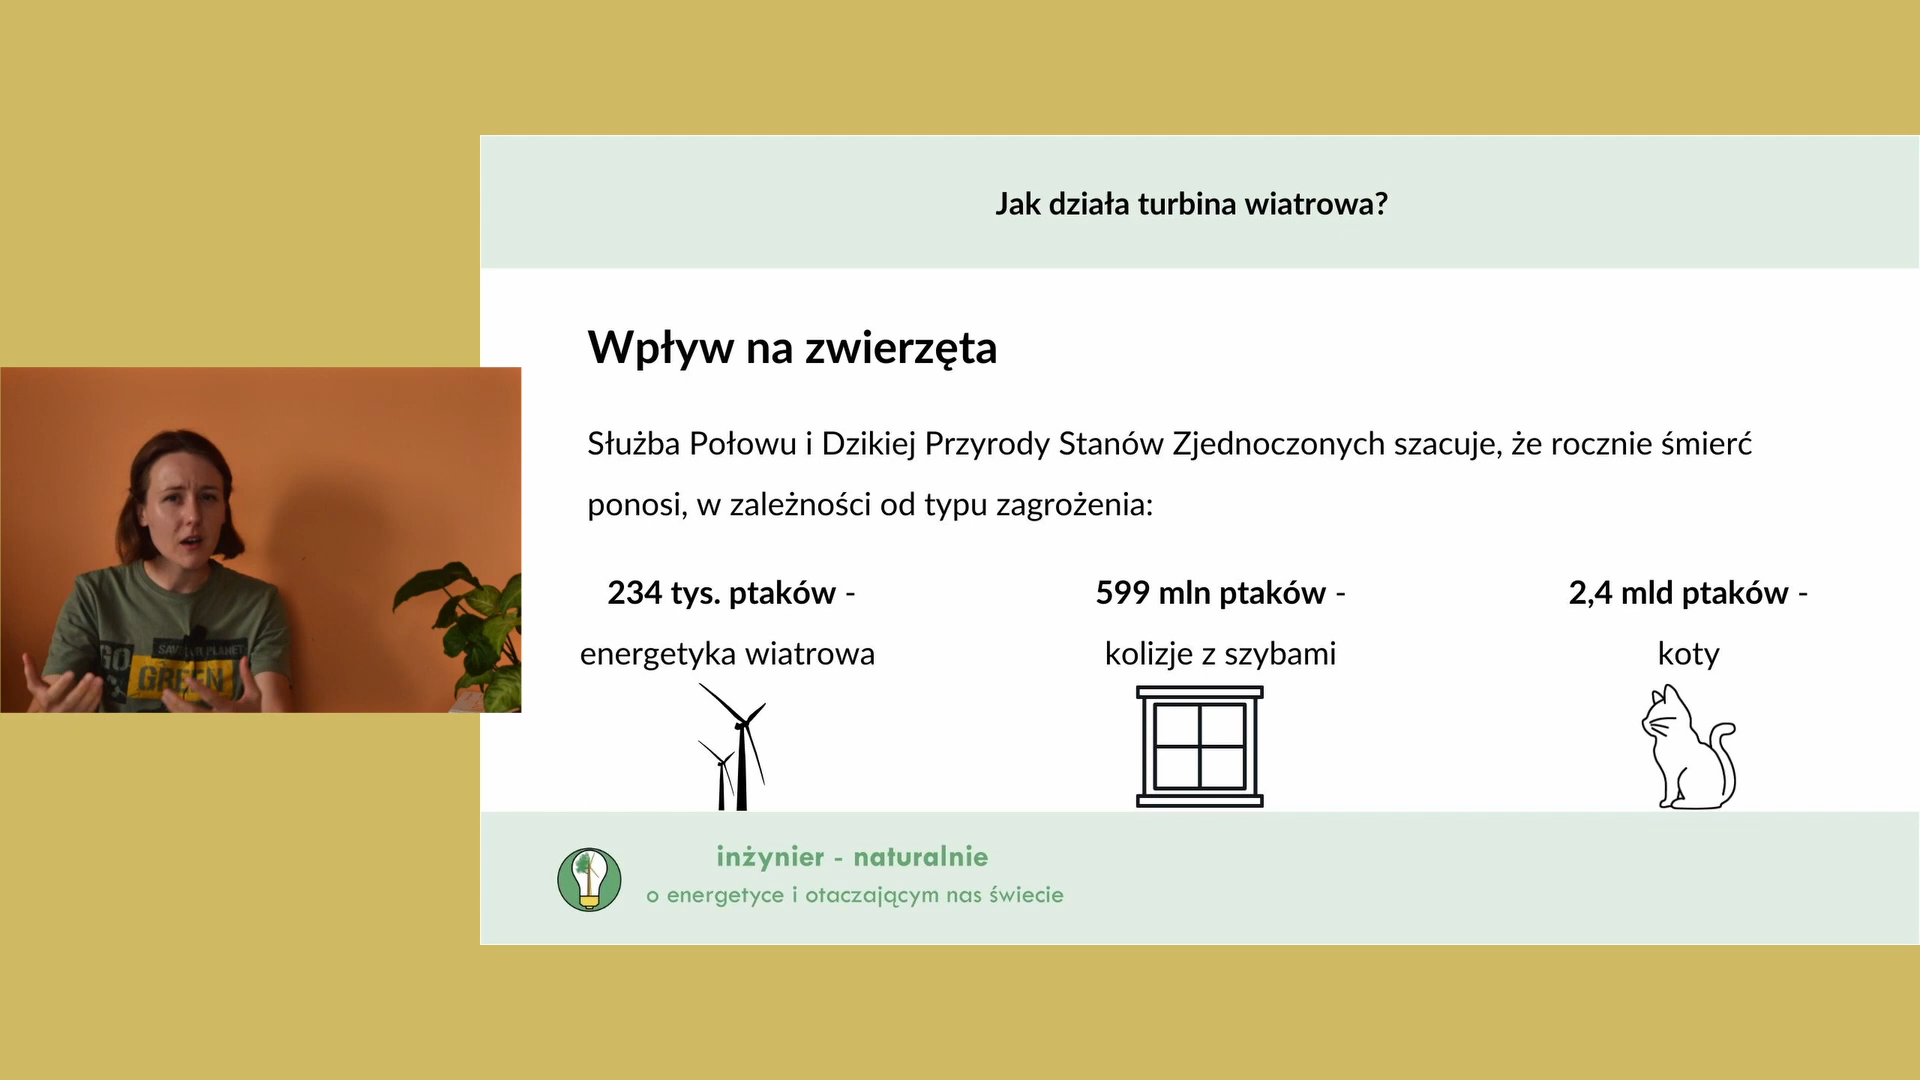 Jak działa turbina wiatrowa?
Wpływ na zwierzęta
Służba Połowu i Dzikiej Przyrody Stanów Zjednoczonych szacuje, że rocznie śmierć
ponosi, w zależności od typu zagrożenia:
234 tys. ptaków -
energetyka wiatrowa
599 mln ptaków -
kolizje z szybami
2,4 mld ptaków -
koty
GO
GREEN
inżynier - naturalnie
o energetyce i otaczającym nas świecie